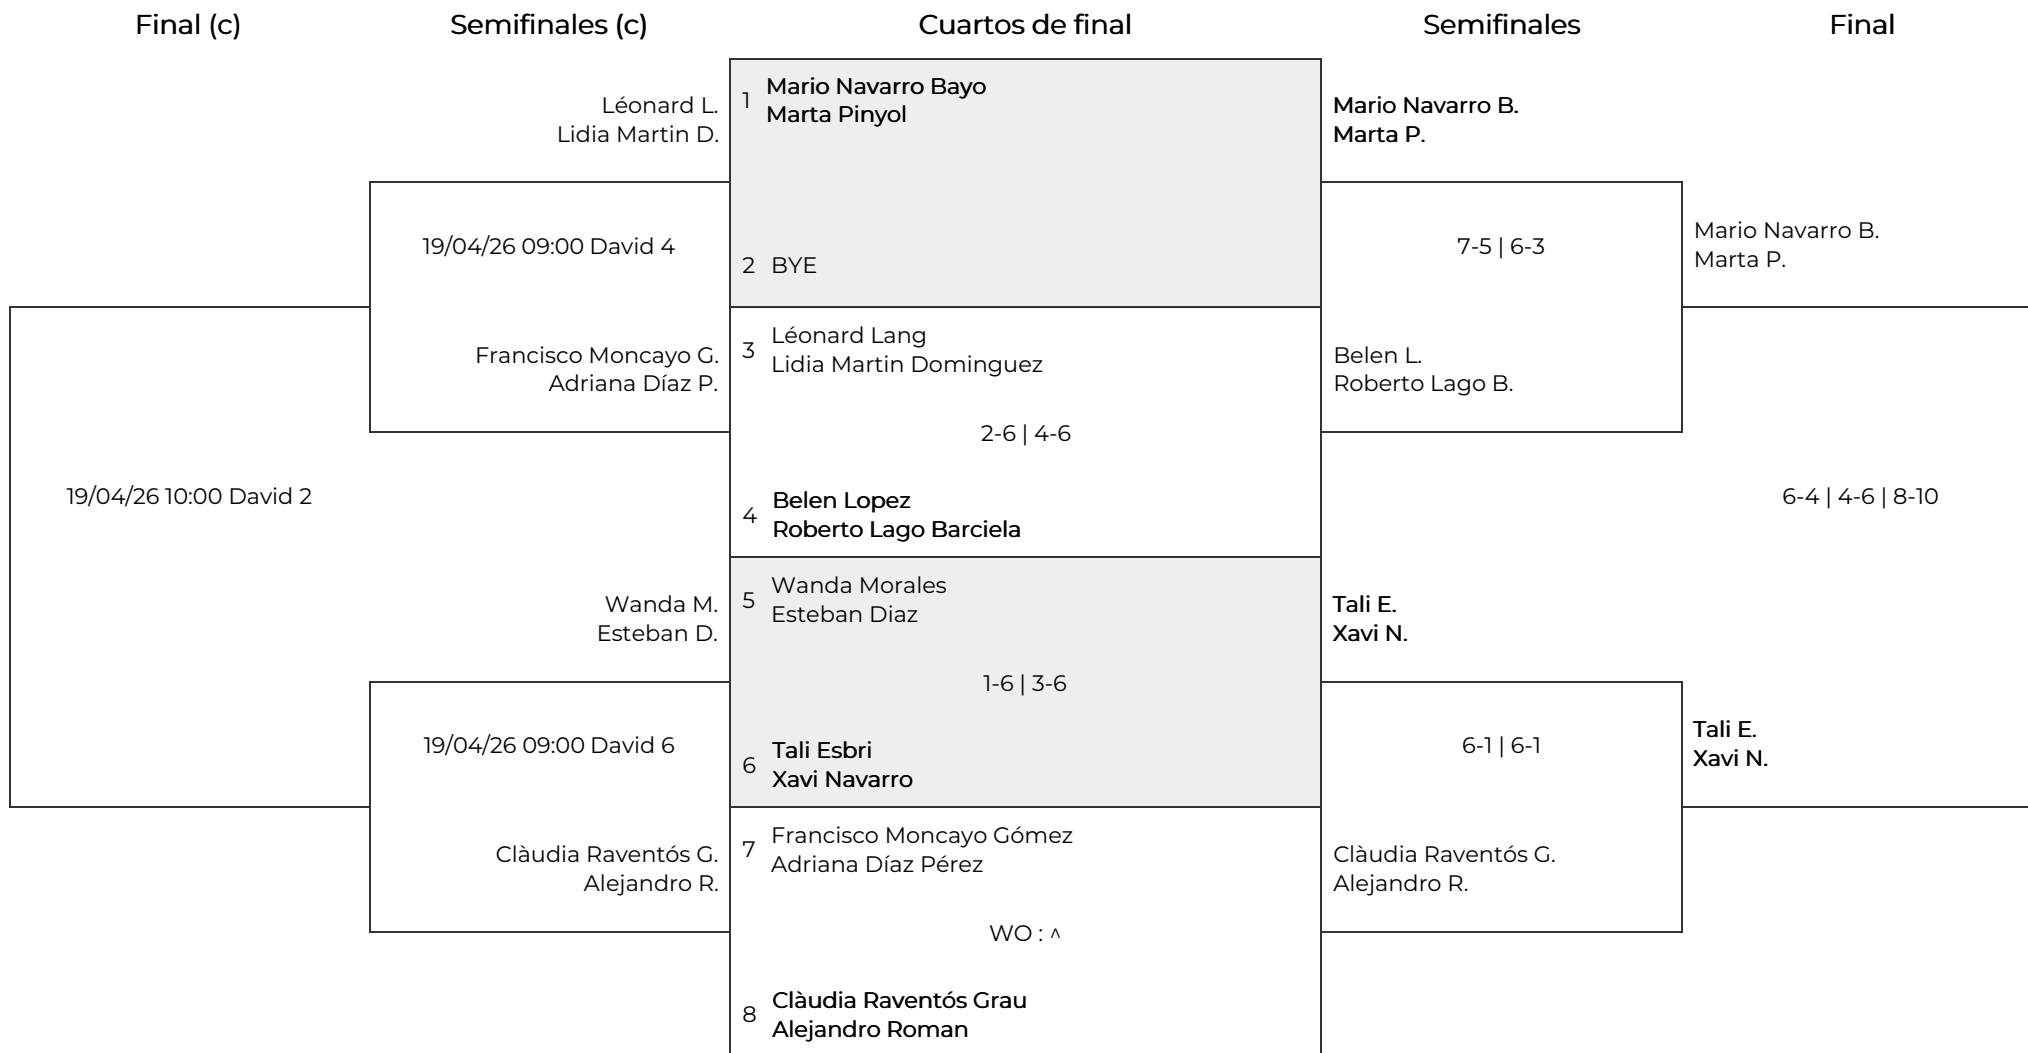 Final (c)
Semifinales (c)
Cuartos de final
Semifinales
Final
Léonard L.
Lidia Martin D.
19/04/26 09:00 David 4
Francisco Moncayo G.
Adriana Díaz P.
19/04/26 10:00 David 2
Wanda M.
Esteban D.
19/04/26 09:00 David 6
Clàudia Raventós G.
Alejandro R.
1 Mario Navarro Bayo
Marta Pinyol
2 BYE
3 Léonard Lang
Lidia Martin Dominguez
2-6 | 4-6
4 Belen Lopez
Roberto Lago Barciela
5 Wanda Morales
Esteban Diaz
1-6 | 3-6
6 Tali Esbri
Xavi Navarro
7 Francisco Moncayo Gómez
Adriana Díaz Pérez
WO : ^
8 Clàudia Raventós Grau
Alejandro Roman
Mario Navarro B.
Marta P.
7-5 | 6-3
Belen L.
Roberto Lago B.
Tali E.
Xavi N.
6-1 | 6-1
Clàudia Raventós G.
Alejandro R.
Mario Navarro B.
Marta P.
6-4 | 4-6 | 8-10
Tali E.
Xavi N.